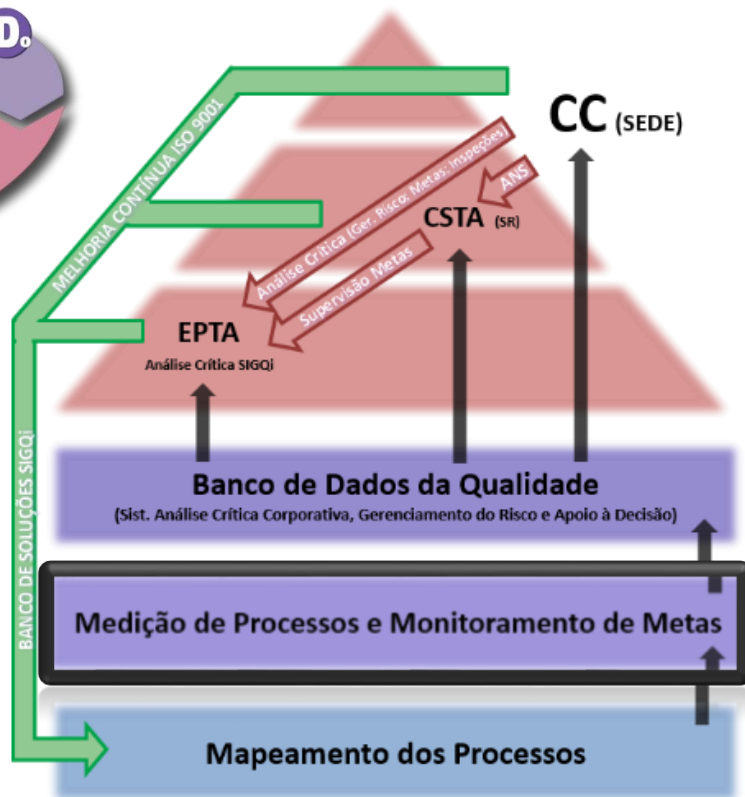 D.
MELHORIA CONTÍNUA ISO 9001
CC (SEDE)
Análise Crítica (Ger. Risco: Metas: Inspeções)
ANS
CSTA (SR)
Supervisão Metas
EPTA
Análise Crítica SIGQi
BANCO DE SOLUÇÕES SIGQi
Banco de Dados da Qualidade
(Sist. Análise Crítica Corporativa, Gerenciamento do Risco e Apoio à Decisão)
Medição de Processos e Monitoramento de Metas
Mapeamento dos Processos